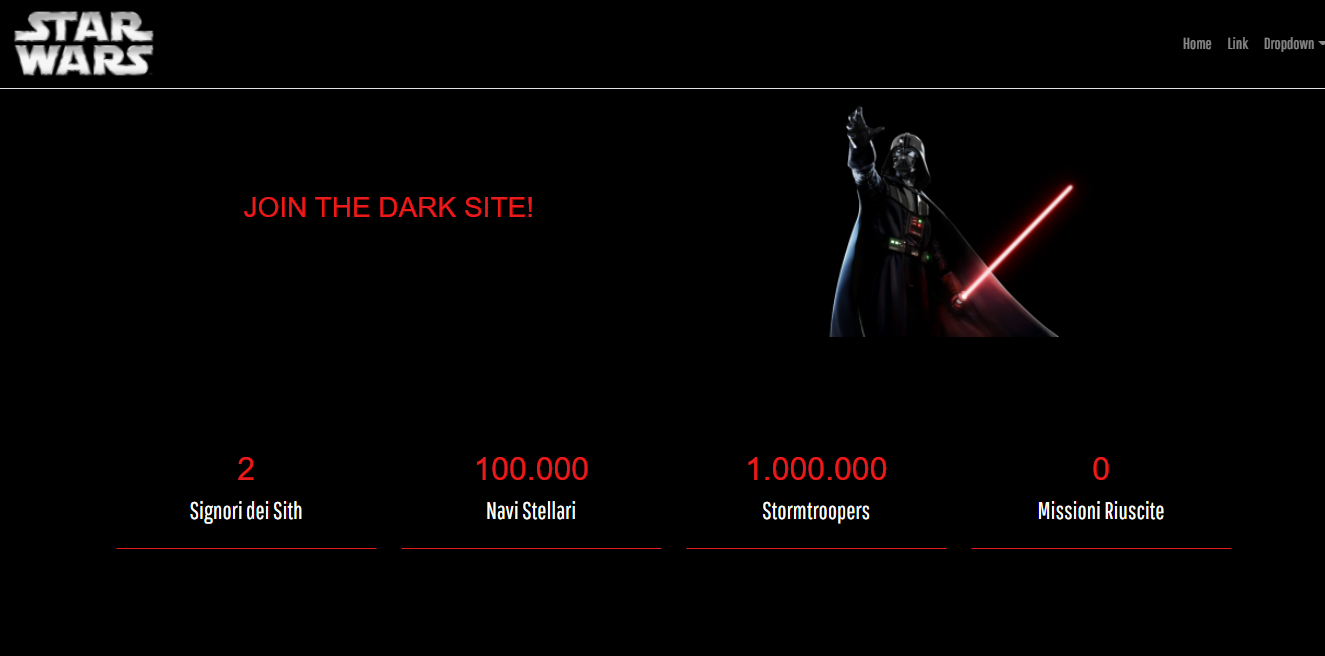 STAR
WARS
Home Link Dropdown
JOIN THE DARK SITE!
2 100.000 1.000.000 0
Signori dei Sith Navi Stellari Stormtroopers Missioni Riuscite